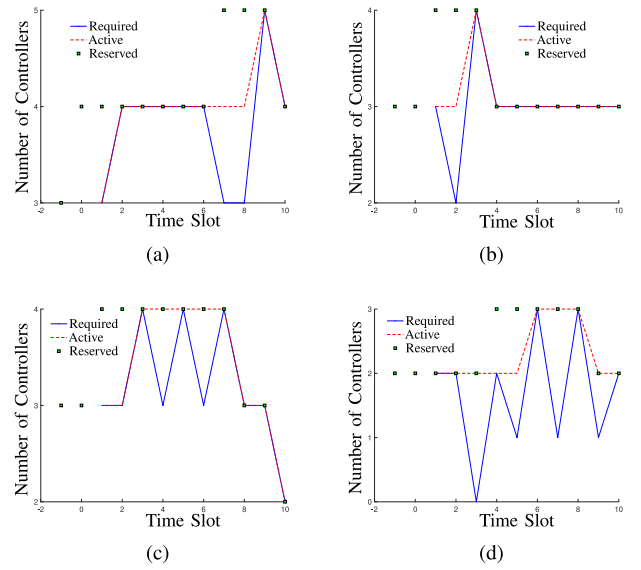 5
4
3
-2 0 2 4 6 8 10
Number of Controllers
Time Slot
Required
Active
Reserved
(a)
4
3
2
-2 0 2 4 6 8 10
Number of Controllers
Time Slot
Required
Active
Reserved
(b)
4
3
2
-2 0 2 4 6 8 10
Number of Controllers
Time Slot
Required
Active
Reserved
(c)
3
2
1
0
-2 0 2 4 6 8 10
Number of Controllers
Time Slot
Required
Active
Reserved
(d)